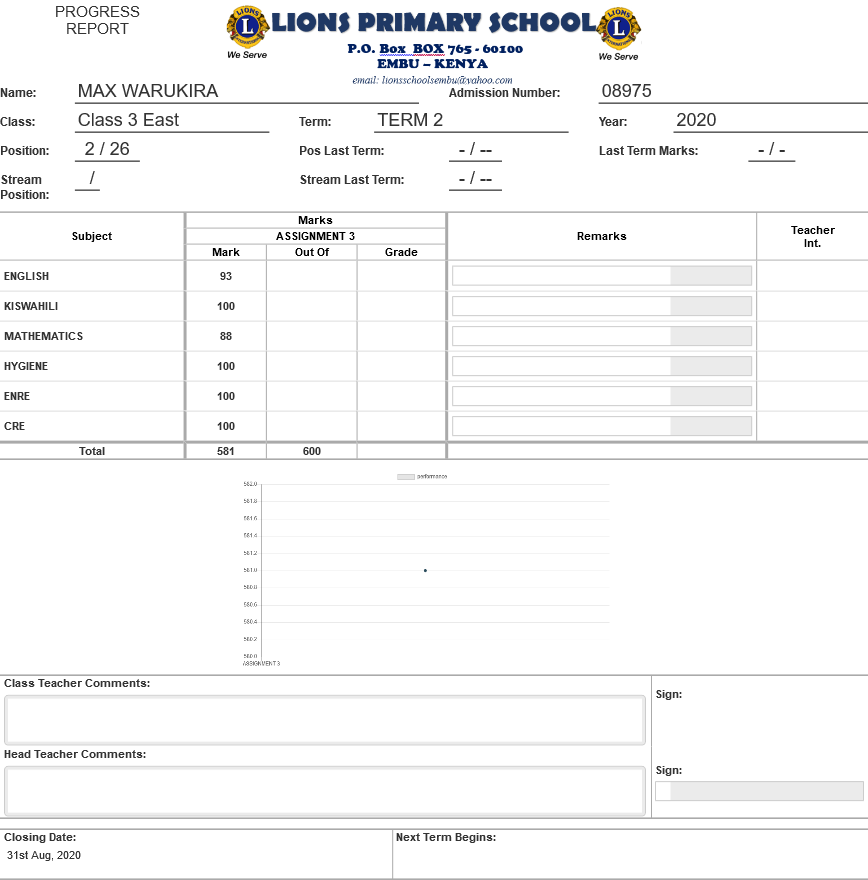 PROGRESS
REPORT
LIONS PRIMARY SCHOOL
LIONS
L
INTERNATIONAL
We Serve
LIONS
L
INTERNATIONAL
We Serve
P.O. Box BOX 765 - 60100
EMBU – KENYA
email: lionsschoolsembu@yahoo.com
Name: MAX WARUKIRA Admission Number: 08975
Class: Class 3 East Term: TERM 2 Year: 2020
Position: 2 / 26 Pos Last Term: - / -- Last Term Marks: - / -
Stream Position: / Stream Last Term: - / --
Marks
Subject ASSIGNMENT 3 Remarks Teacher Int.
Mark Out Of Grade
ENGLISH 93
KISWAHILI 100
MATHEMATICS 88
HYGIENE 100
ENRE 100
CRE 100
Total 581 600
performance
582.0
581.8
581.6
581.4
581.2
581.0
580.8
580.6
580.4
580.2
580.0
ASSIGNMENT 3
Class Teacher Comments:
Sign:
Head Teacher Comments:
Sign:
Closing Date: Next Term Begins:
31st Aug, 2020